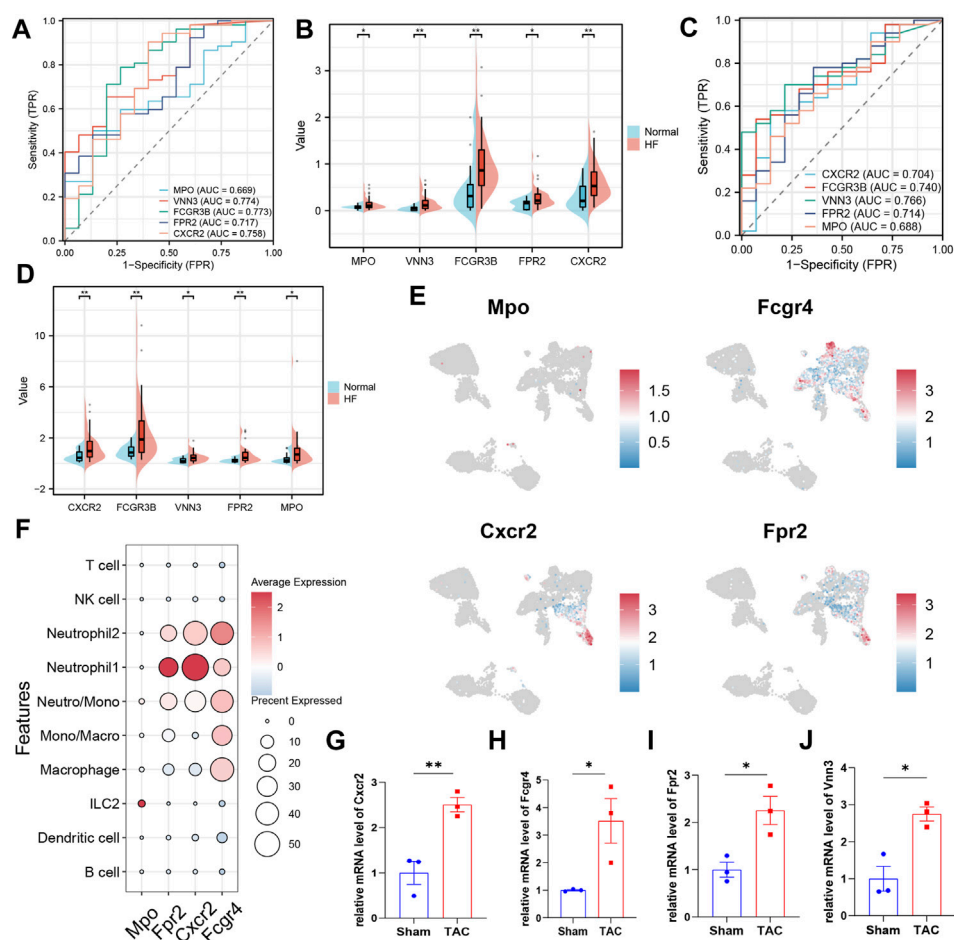 A
Sensitivity (TPR)
1.0
0.8
0.6
0.4
0.2
0.0
MPO (AUC = 0.669)
VNN3 (AUC = 0.774)
FCGR3B (AUC = 0.773)
FPR2 (AUC = 0.717)
CXCR2 (AUC = 0.758)
0.00 0.25 0.50 0.75 1.00
1-Specificity (FPR)
B
* ** ** * **
Value
3
2
1
0
Normal
HF
MPO VNN3 FCGR3B FPR2 CXCR2
C
Sensitivity (TPR)
1.0
0.8
0.6
0.4
0.2
0.0
CXCR2 (AUC = 0.704)
FCGR3B (AUC = 0.740)
VNN3 (AUC = 0.766)
FPR2 (AUC = 0.714)
MPO (AUC = 0.688)
0.00 0.25 0.50 0.75 1.00
1-Specificity (FPR)
D
** ** * ** *
Value
10
6
2
−2
Normal
HF
CXCR2 FCGR3B VNN3 FPR2 MPO
E
Mpo
1.5
1.0
0.5
Fcgr4
3
2
1
Cxcr2
3
2
1
Fpr2
3
2
1
F
Features
T cell
NK cell
Neutrophil2
Neutrophil1
Neutro/Mono
Mono/Macro
Macrophage
ILC2
Dendritic cell
B cell
Mpo Fpr2 Cxcr2 Fcgr4
Average Expression
2
1
0
Precent Expressed
0
10
20
30
40
50
G
relative mRNA level of Cxcr2
**
3
2
1
0
Sham TAC
H
relative mRNA level of Fcgr4
*
5
4
3
2
1
0
Sham TAC
I
relative mRNA level of Fpr2
*
3
2
1
0
Sham TAC
J
relative mRNA level of Vnn3
*
4
3
2
1
0
Sham TAC